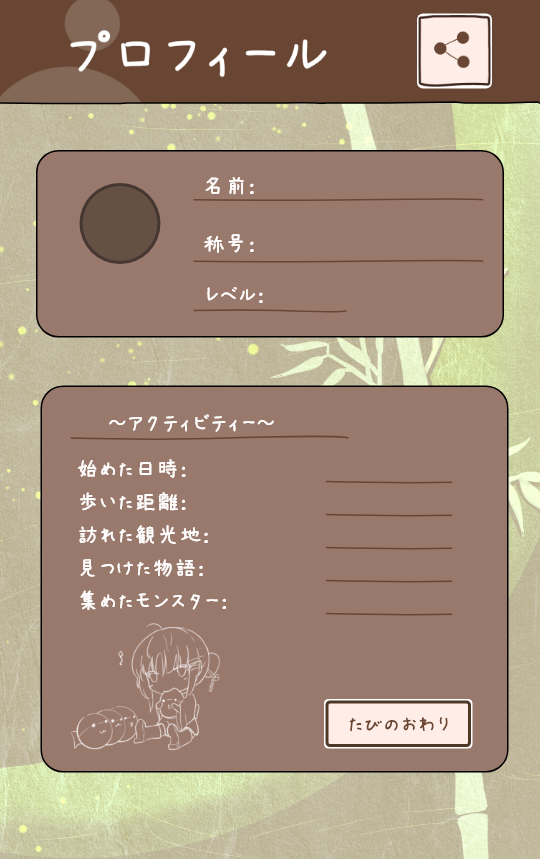 プロフィール
名前:
称号:
レベル:
～アクティビティー～
始めた日時:
歩いた距離:
訪れた観光地:
見つけた物語:
集めたモンスター:
たびのおわり